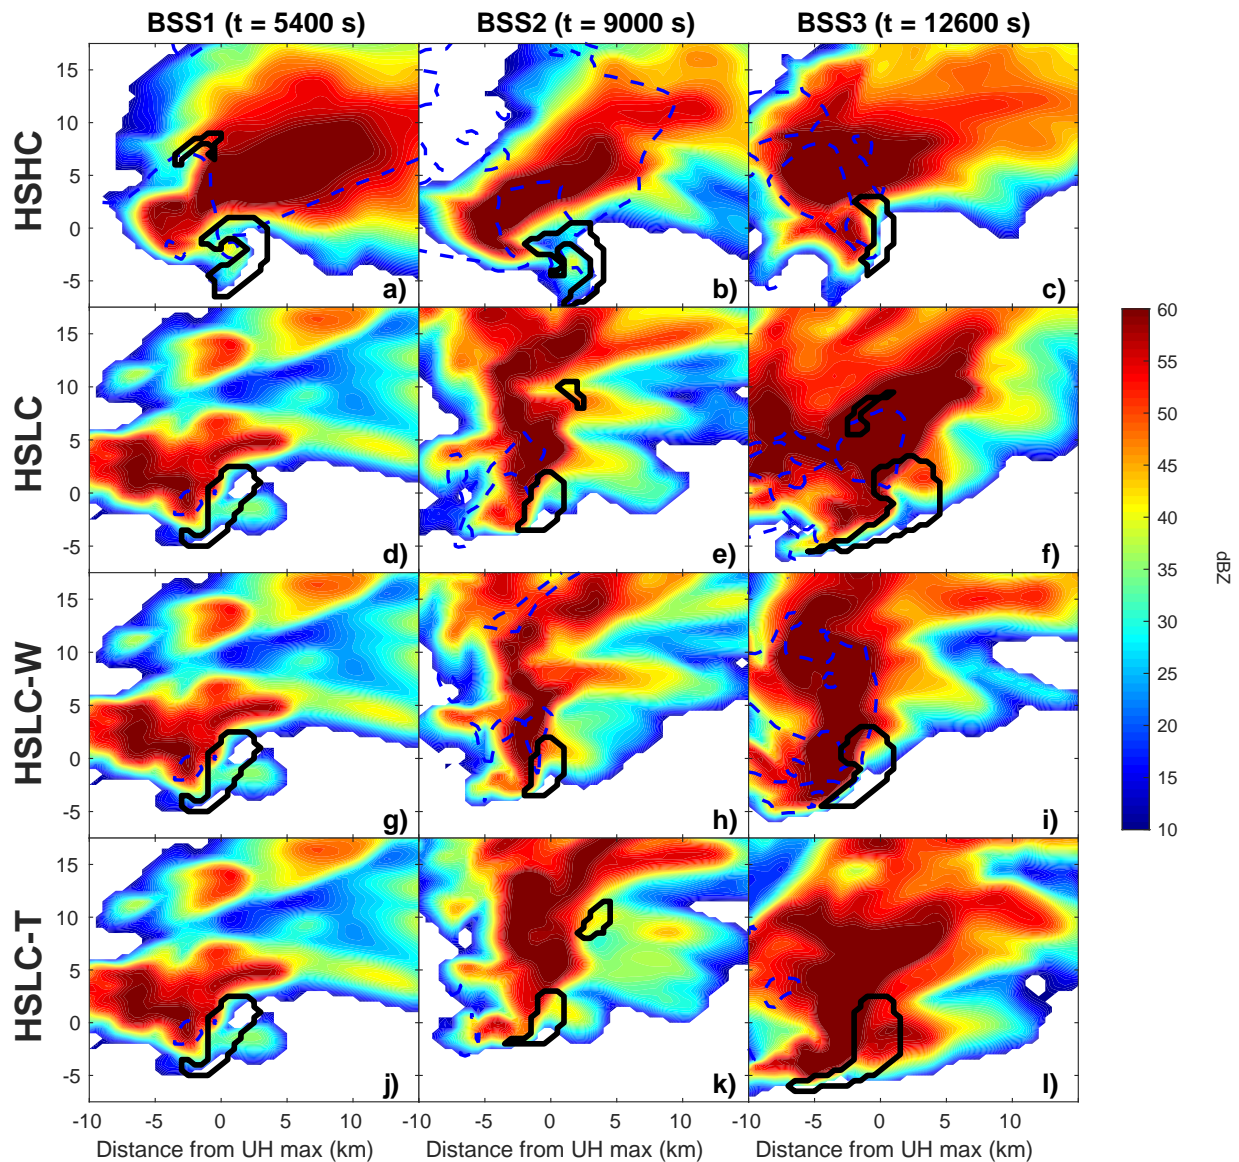 BSS1 (t = 5400 s) BSS2 (t = 9000 s) BSS3 (t = 12600 s)
HSHC
15
10
5
0
-5
a) b) c)
HSLC
15
10
5
0
-5
d) e) f)
HSLC-W
15
10
5
0
-5
g) h) i)
HSLC-T
15
10
5
0
-5
j) k) l)
-10 -5 0 5 10 -10 -5 0 5 10 -10 -5 0 5 10
Distance from UH max (km) Distance from UH max (km) Distance from UH max (km)
60
55
50
45
40
35
30
25
20
15
10
dBZ